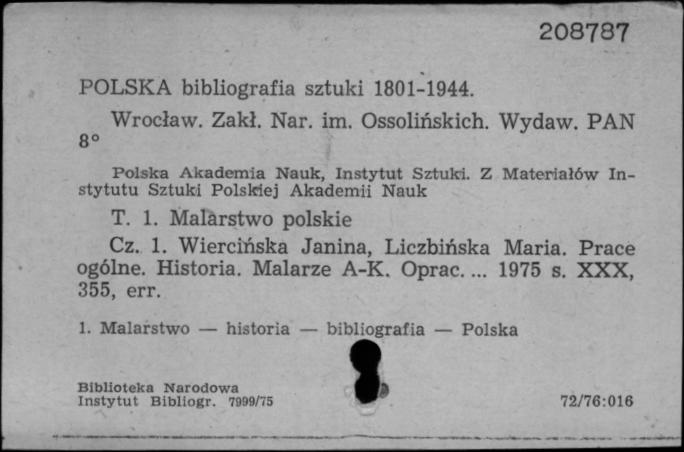 208787
POLSKA bibliografia sztuki 1801-1944.
Wrocław. Zakł. Nar. im. Ossolińskich. Wydaw. PAN
8°
Polska Akademia Nauk, Instytut Sztuki. Z Materiałów In-
stytutu Sztuki Polskiej Akademii Nauk
T. 1. Malarstwo polskie
Cz. 1. Wiercińska Janina, Liczbińska Maria. Prace
ogólne. Historia. Malarze A-K. Oprac. ... 1975 s. XXX,
355, err.
1. Malarstwo — historia — bibliografia — Polska
Biblioteka Narodowa
Instytut Bibliogr. 7999/75
72/76:016